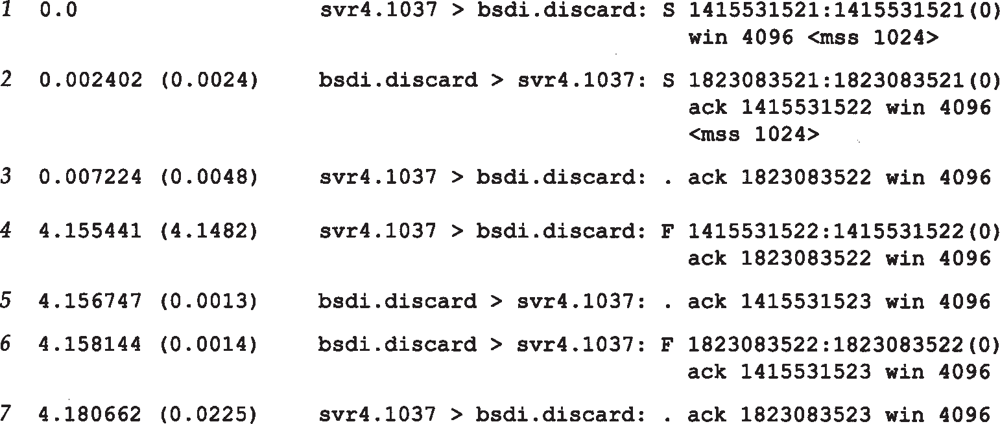 1 0.0 svr4.1037 > bsdi.discard: S 1415531521:1415531521(0)
win 4096 <mss 1024>
2 0.002402 (0.0024) bsdi.discard > svr4.1037: S 1823083521:1823083521(0)
ack 1415531522 win 4096
<mss 1024>
3 0.007224 (0.0048) svr4.1037 > bsdi.discard: . ack 1823083522 win 4096
4 4.155441 (4.1482) svr4.1037 > bsdi.discard: F 1415531522:1415531522(0)
ack 1823083522 win 4096
5 4.156747 (0.0013) bsdi.discard > svr4.1037: . ack 1415531523 win 4096
6 4.158144 (0.0014) bsdi.discard > svr4.1037: F 1823083522:1823083522(0)
ack 1415531523 win 4096
7 4.180662 (0.0225) svr4.1037 > bsdi.discard: . ack 1823083523 win 4096